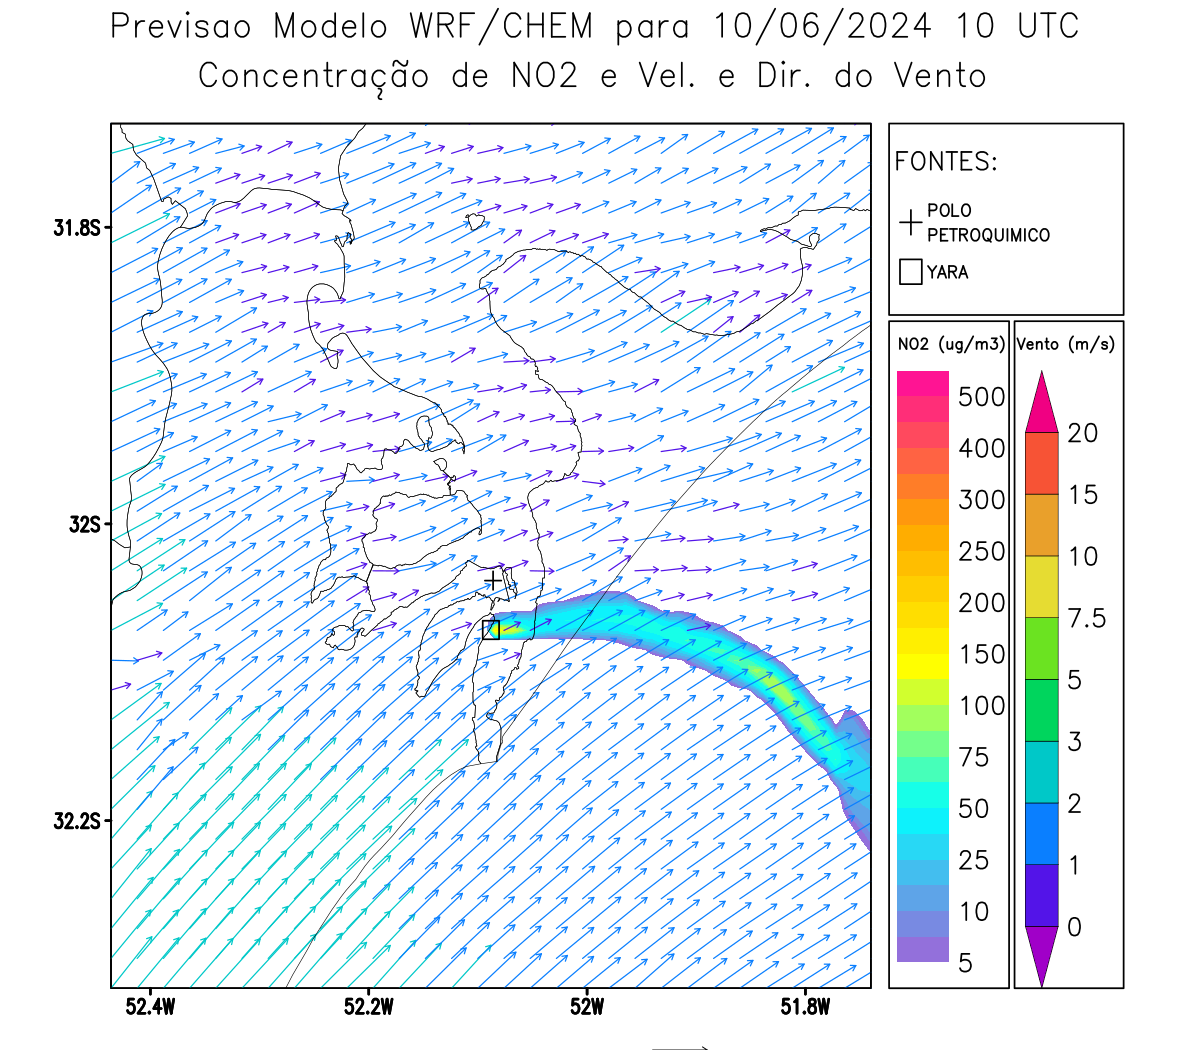 Previsao Modelo WRF/CHEM para 10/06/2024 10 UTC
Concentração de NO2 e Vel. e Dir. do Vento
FONTES:
POLO
PETROQUIMICO
YARA
31.8S
32S
32.2S
52.4W
52.2W
52W
51.8W
NO2 (ug/m3)
500
400
300
250
200
150
100
75
50
25
10
5
Vento (m/s)
20
15
10
7.5
5
3
2
1
0